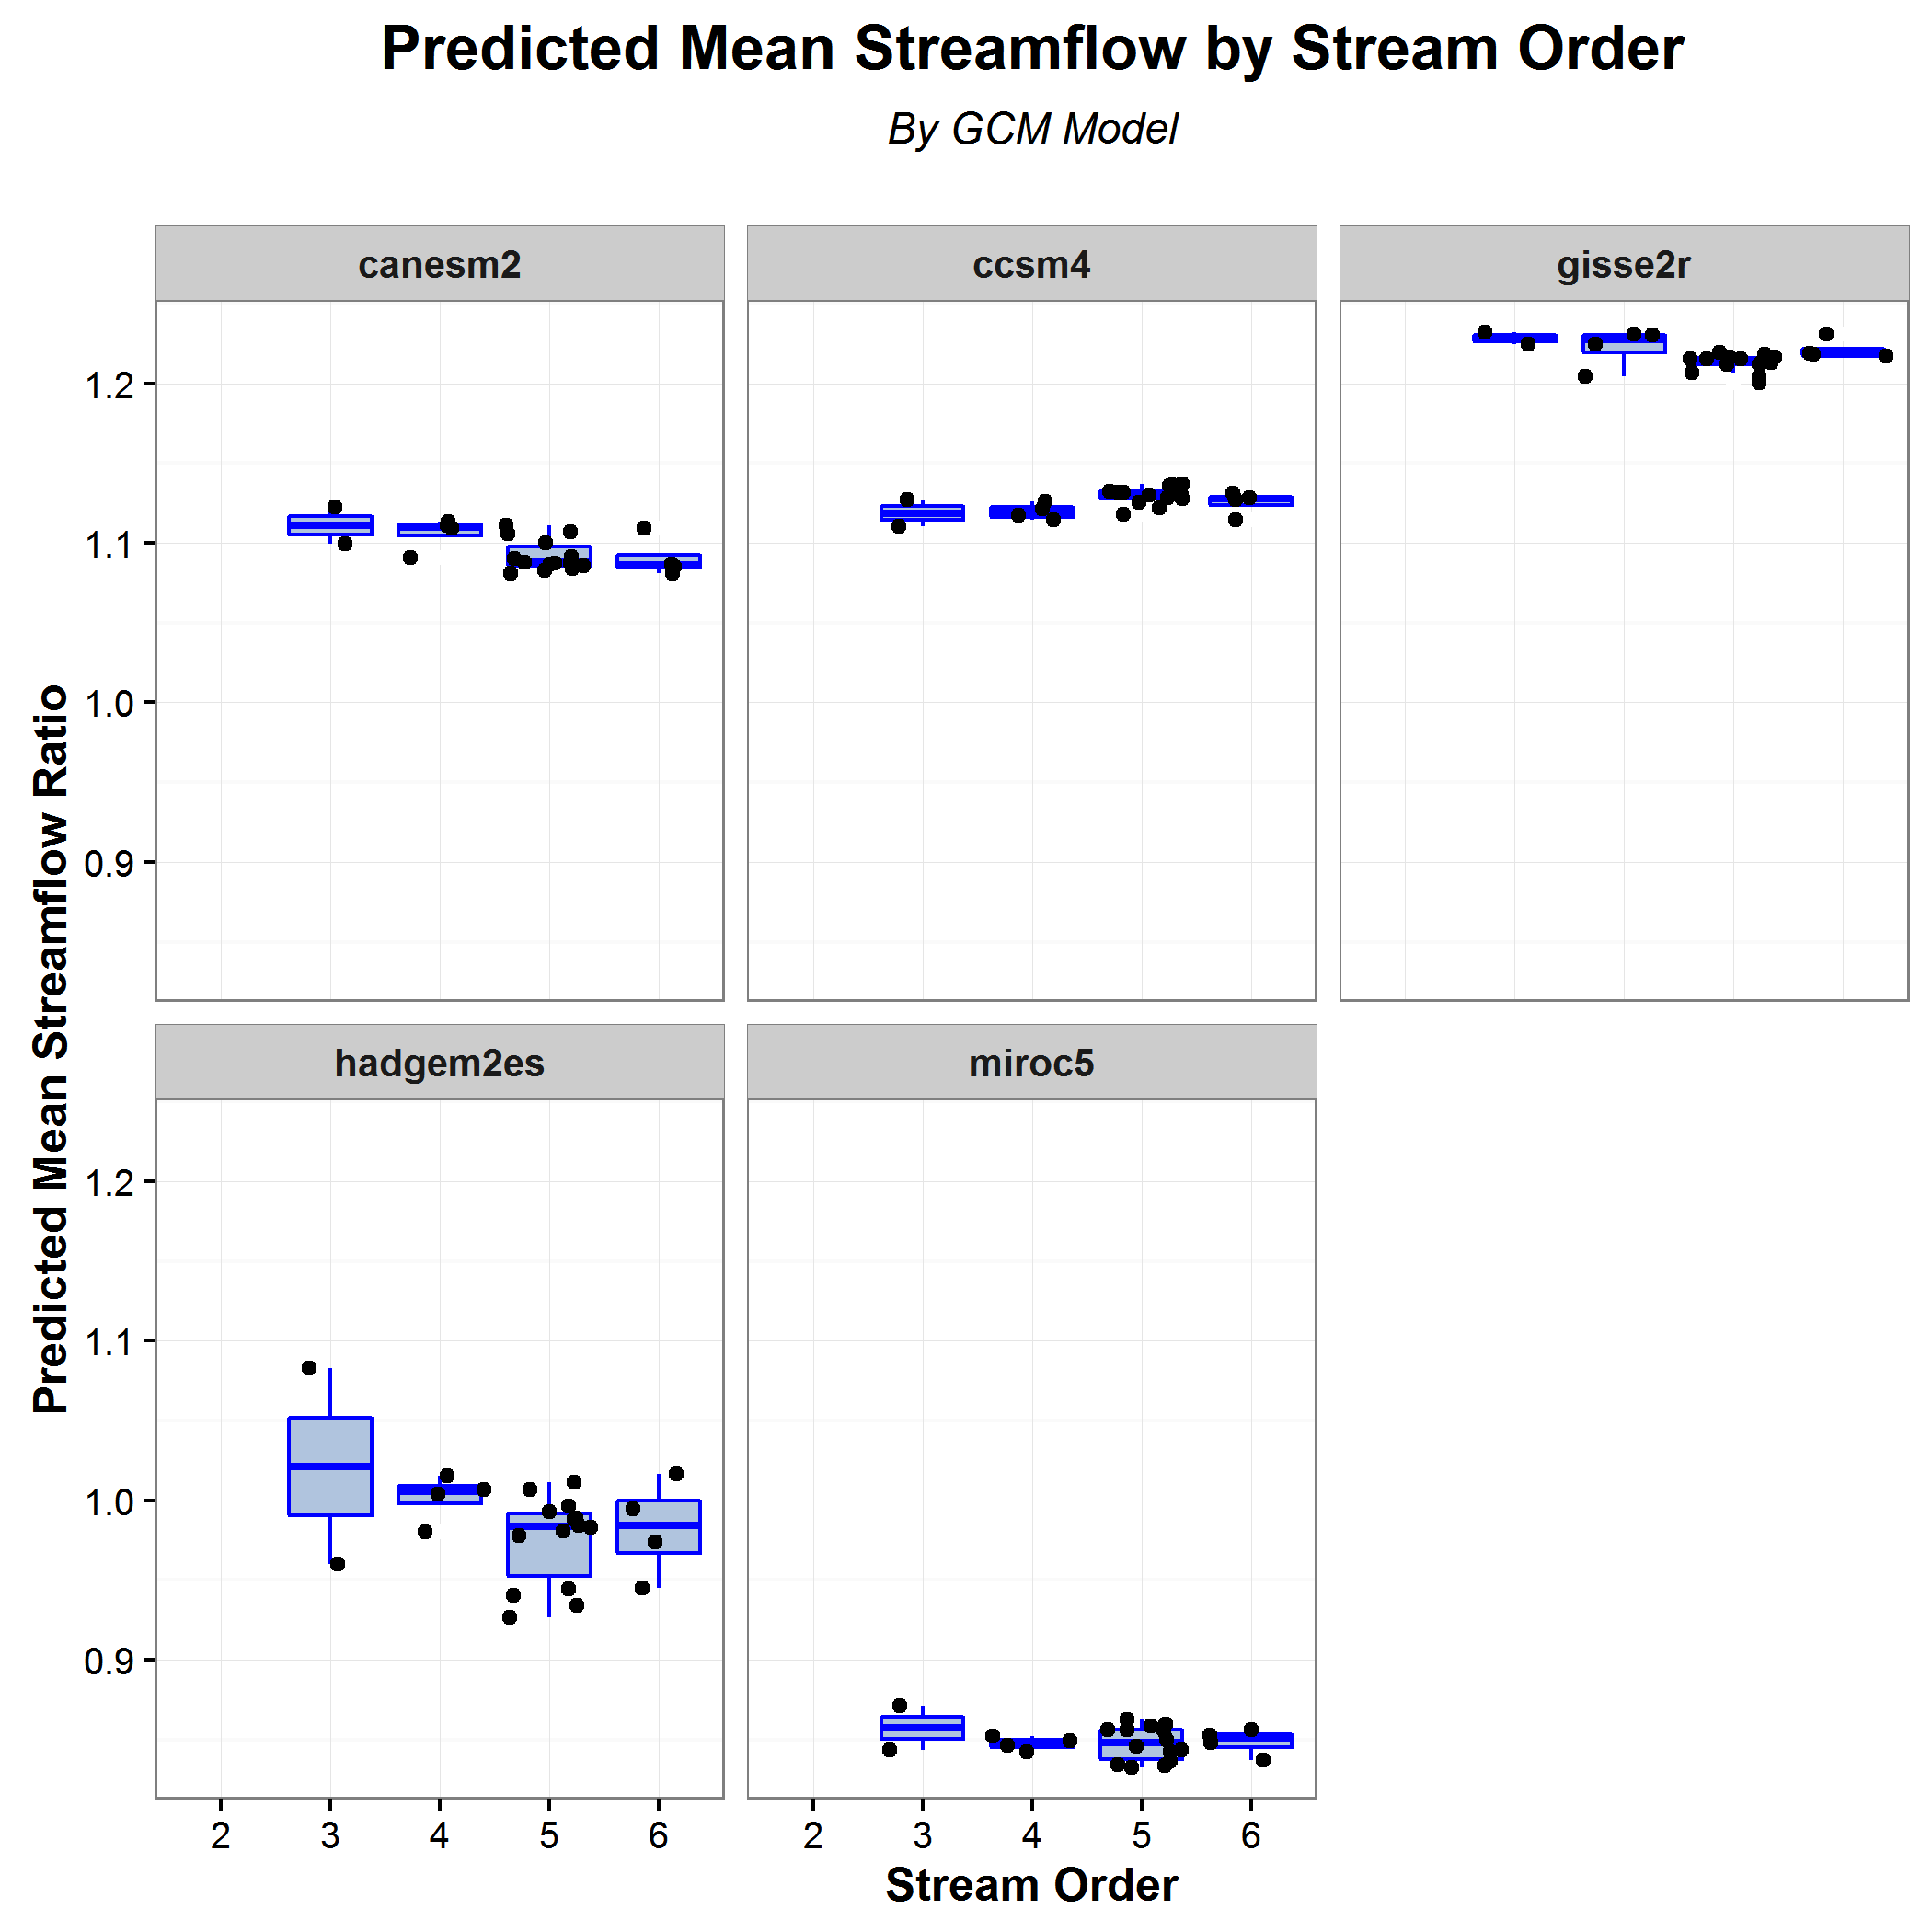 Predicted Mean Streamflow by Stream Order
By GCM Model
canesm2
ccsm4
gisse2r
1.2
1.1
1.0
0.9
Predicted Mean Streamflow Ratio
hadgem2es
miroc5
1.2
1.1
1.0
0.9
2 3 4 5 6
2 3 4 5 6
Stream Order